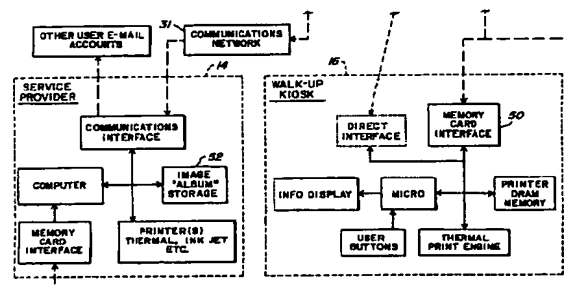 31
OTHER USER E-MAIL
ACCOUNTS
COMMUNICATIONS
NETWORK
14
SERVICE
PROVIDER
COMMUNICATIONS
INTERFACE
52
COMPUTER
IMAGE
"ALBUM"
STORAGE
MEMORY
CARD
INTERFACE
PRINTER(S)
THERMAL, INK JET
ETC.
16
WALK-UP
KIOSK
DIRECT
INTERFACE
MEMORY
CARD
INTERFACE
50
INFO DISPLAY
MICRO
PRINTER
DRAM
MEMORY
USER
BUTTONS
THERMAL
PRINT ENGINE